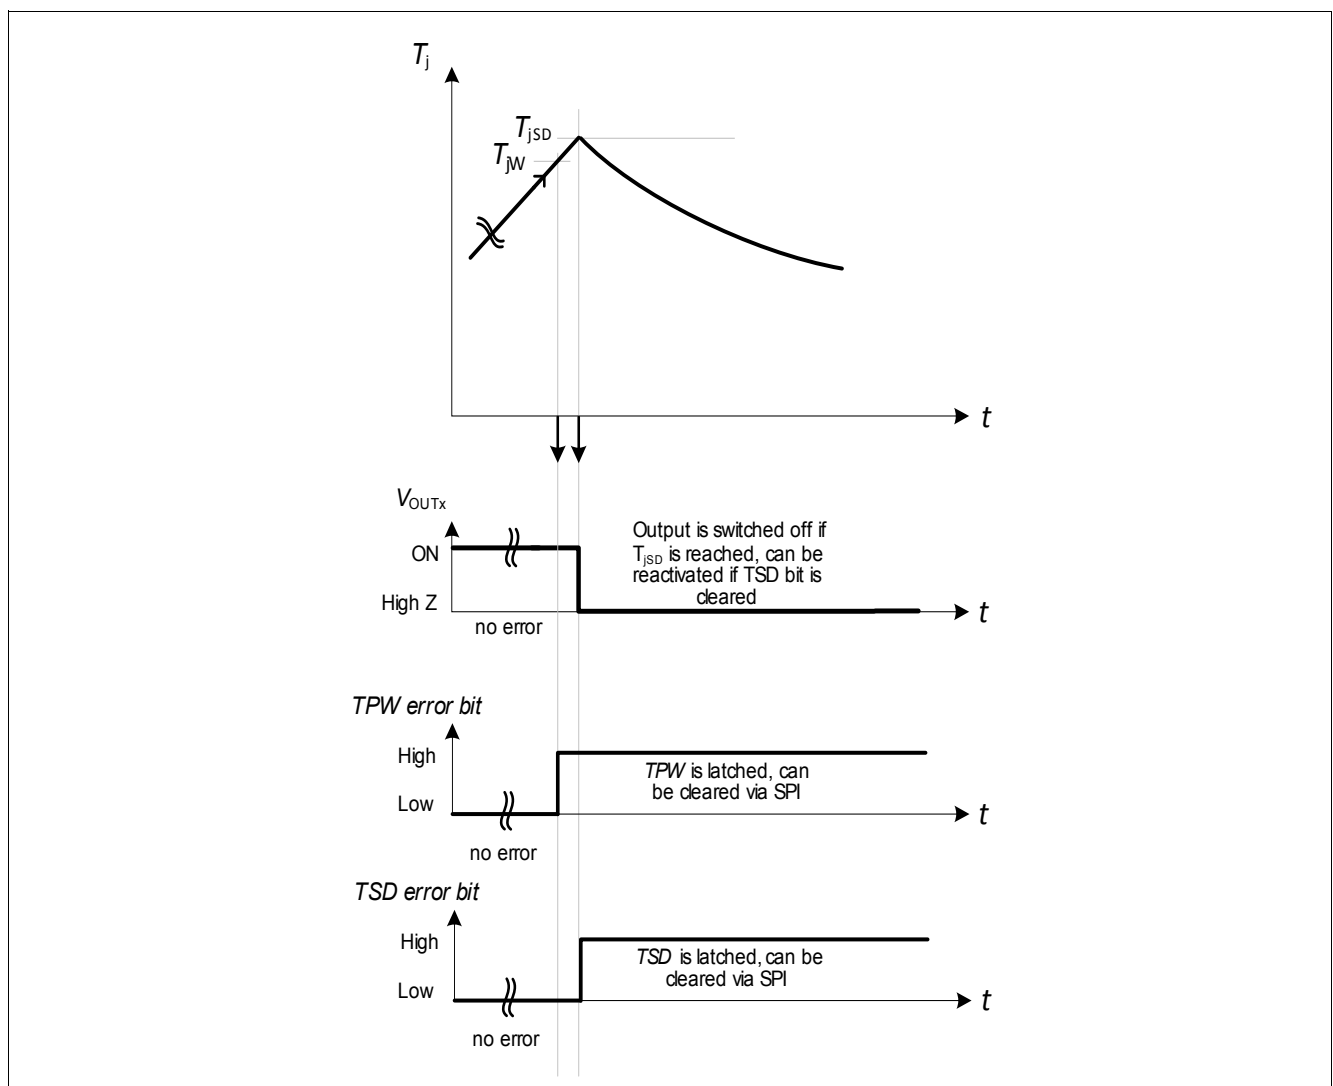 Tj
TjSD
TjW
t
VOUTx
ON
High Z
no error
Output is switched off if
TjSD is reached, can be
reactivated if TSD bit is
cleared
t
TPW error bit
High
Low
no error
TPW is latched, can
be cleared via SPI
t
TSD error bit
High
Low
no error
TSD is latched, can be
cleared via SPI
t